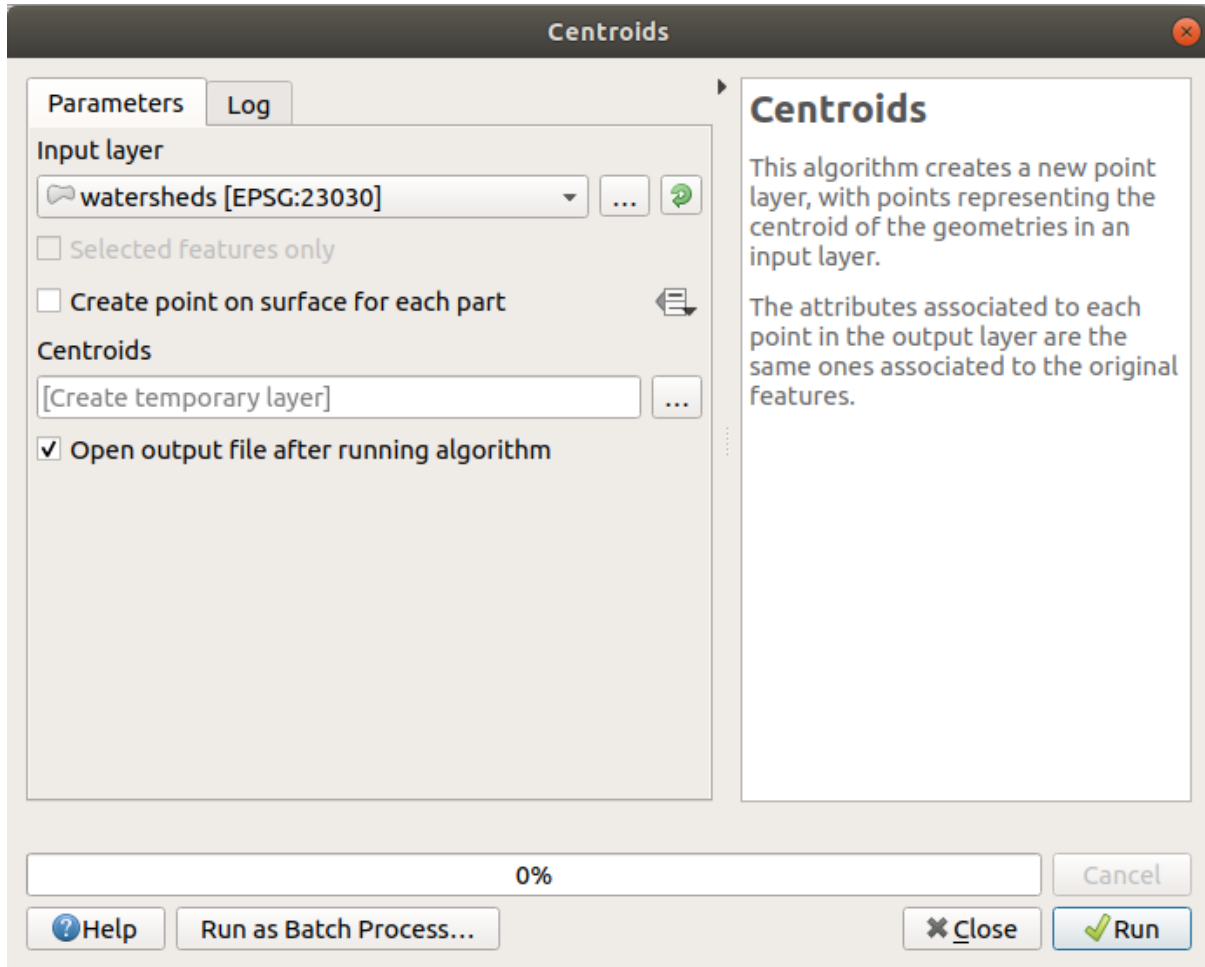 Centroids
Parameters
Log
Input layer
watersheds [EPSG:23030]
...
Selected features only
Create point on surface for each part
Centroids
[Create temporary layer]
...
Open output file after running algorithm
Centroids
This algorithm creates a new point
layer, with points representing the
centroid of the geometries in an
input layer.
The attributes associated to each
point in the output layer are the
same ones associated to the original
features.
0%
Cancel
Help
Run as Batch Process...
Close
Run